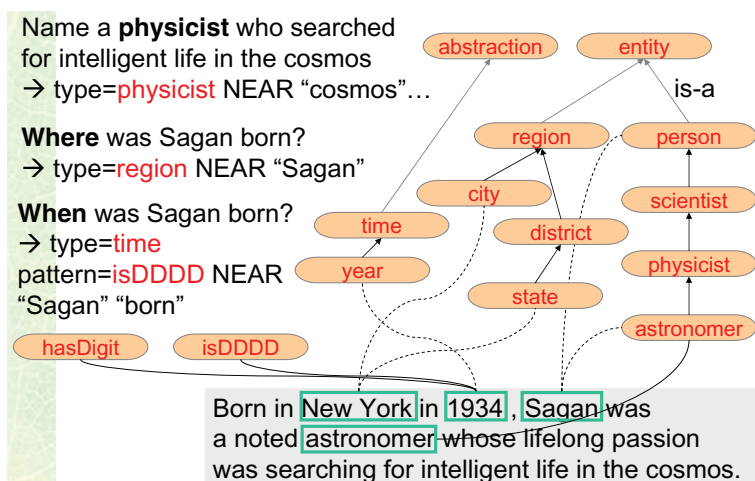 Name a physicist who searched
for intelligent life in the cosmos
→ type=physicist NEAR “cosmos”…
Where was Sagan born?
→ type=region NEAR “Sagan”
When was Sagan born?
→ type=time
pattern=isDDDD NEAR
“Sagan” “born”
abstraction
entity
is-a
region
person
city
scientist
time
district
year
physicist
state
astronomer
hasDigit
isDDDD
Born in New York in 1934 , Sagan was
a noted astronomer whose lifelong passion
was searching for intelligent life in the cosmos.